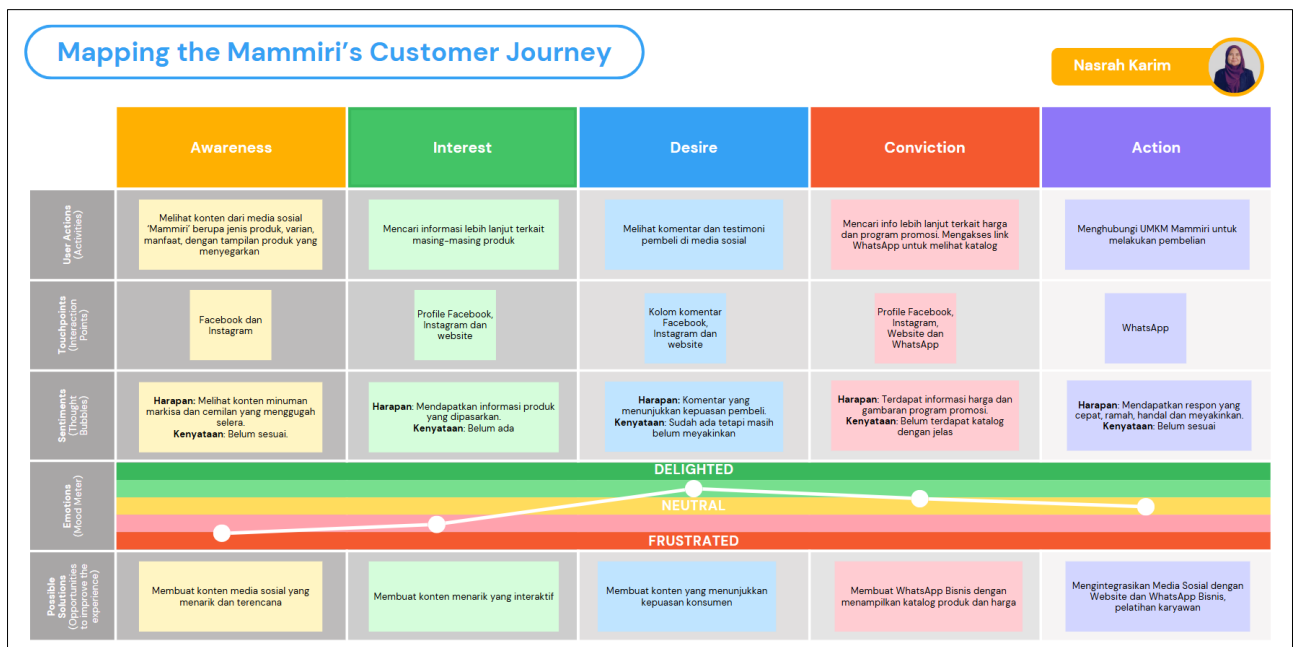 Mapping the Mammiri's Customer Journey
Nasrah Karim
Awareness
Interest
Desire
Conviction
Action
User Actions
(Activities)
Melihat konten dari media sosial
'Mammiri' berupa jenis produk, varian,
manfaat, dengan tampilan produk yang
menyegarkan
Mencari informasi lebih lanjut terkait
masing-masing produk
Melihat komentar dan testimoni
pembeli di media sosial
Mencari info lebih lanjut terkait harga
dan program promosi. Mengakses link
WhatsApp untuk melihat katalog
Menghubungi UMKM Mammiri untuk
melakukan pembelian
Touchpoints
(Interaction
Points)
Facebook dan
Instagram
Profile Facebook,
Instagram dan
website
Kolom komentar
Facebook,
Instagram dan
website
Profile Facebook,
Instagram,
Website dan
WhatsApp
WhatsApp
Sentiments
(Thought
Bubbles)
Harapan: Melihat konten minuman
markisa dan cemilan yang menggugah
selera.
Kenyataan: Belum sesuai.
Harapan: Mendapatkan informasi produk
yang dipasarkan.
Kenyataan: Belum ada
Harapan: Komentar yang
menunjukkan kepuasan pembeli.
Kenyataan: Sudah ada tetapi masih
belum meyakinkan
Harapan: Terdapat informasi harga dan
gambaran program promosi.
Kenyataan: Belum terdapat katalog
dengan jelas
Harapan: Mendapatkan respon yang
cepat, ramah, handal dan meyakinkan.
Kenyataan: Belum sesuai
Emotions
(Mood Meter)
DELIGHTED
NEUTRAL
FRUSTRATED
Possible
Solutions
(Opportunities
to improve the
experience)
Membuat konten media sosial yang
menarik dan terencana
Membuat konten menarik yang interaktif
Membuat konten yang menunjukkan
kepuasan konsumen
Membuat WhatsApp Bisnis dengan
menampilkan katalog produk dan harga
Mengintegrasikan Media Sosial dengan
Website dan WhatsApp Bisnis,
pelatihan karyawan